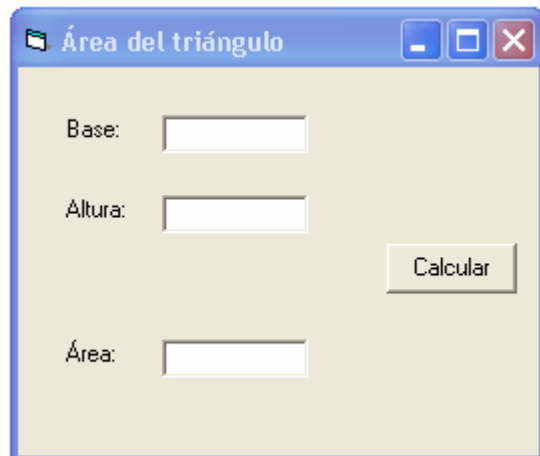 Área del triángulo
Base:
Altura:
Calcular
Área: